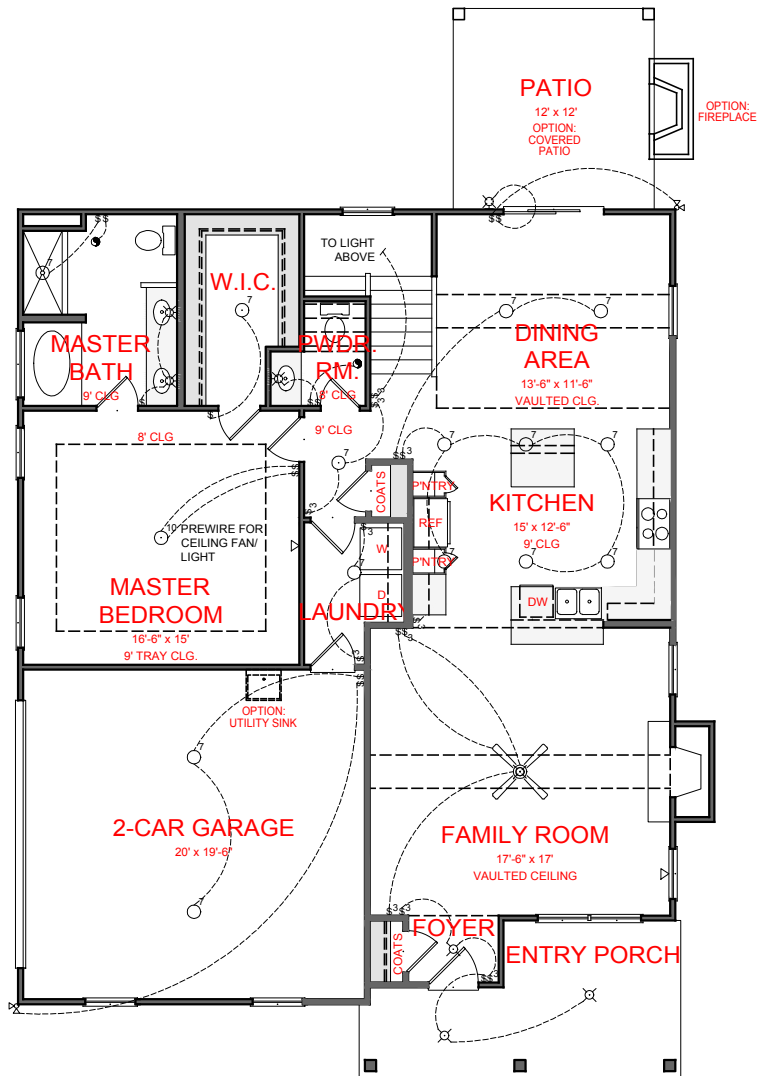 PATIO
12' x 12'
OPTION:
COVERED
PATIO
OPTION:
FIREPLACE
TO LIGHT
ABOVE
W.I.C.
MASTER
BATH
9' CLG
PWDR.
RM.
8' CLG
DINING
AREA
13'-6" x 11'-6"
VAULTED CLG.
8' CLG
9' CLG
COATS
P'NTRY
REF
P'NTRY
KITCHEN
15' x 12'-6"
9' CLG
DW
PREWIRE FOR
CEILING FAN/
LIGHT
MASTER
BEDROOM
16'-6" x 15'
9' TRAY CLG.
W
D
LAUNDRY
OPTION:
UTILITY SINK
2-CAR GARAGE
20' x 19'-6"
FAMILY ROOM
17'-6" x 17'
VAULTED CEILING
COATS
FOYER
ENTRY PORCH